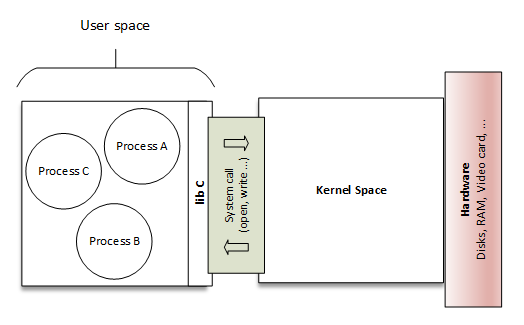 User space
Process A
Process C
Process B
lib C
System call
(open, write ...)
Kernel Space
Hardware
Disks, RAM, Video card, ...